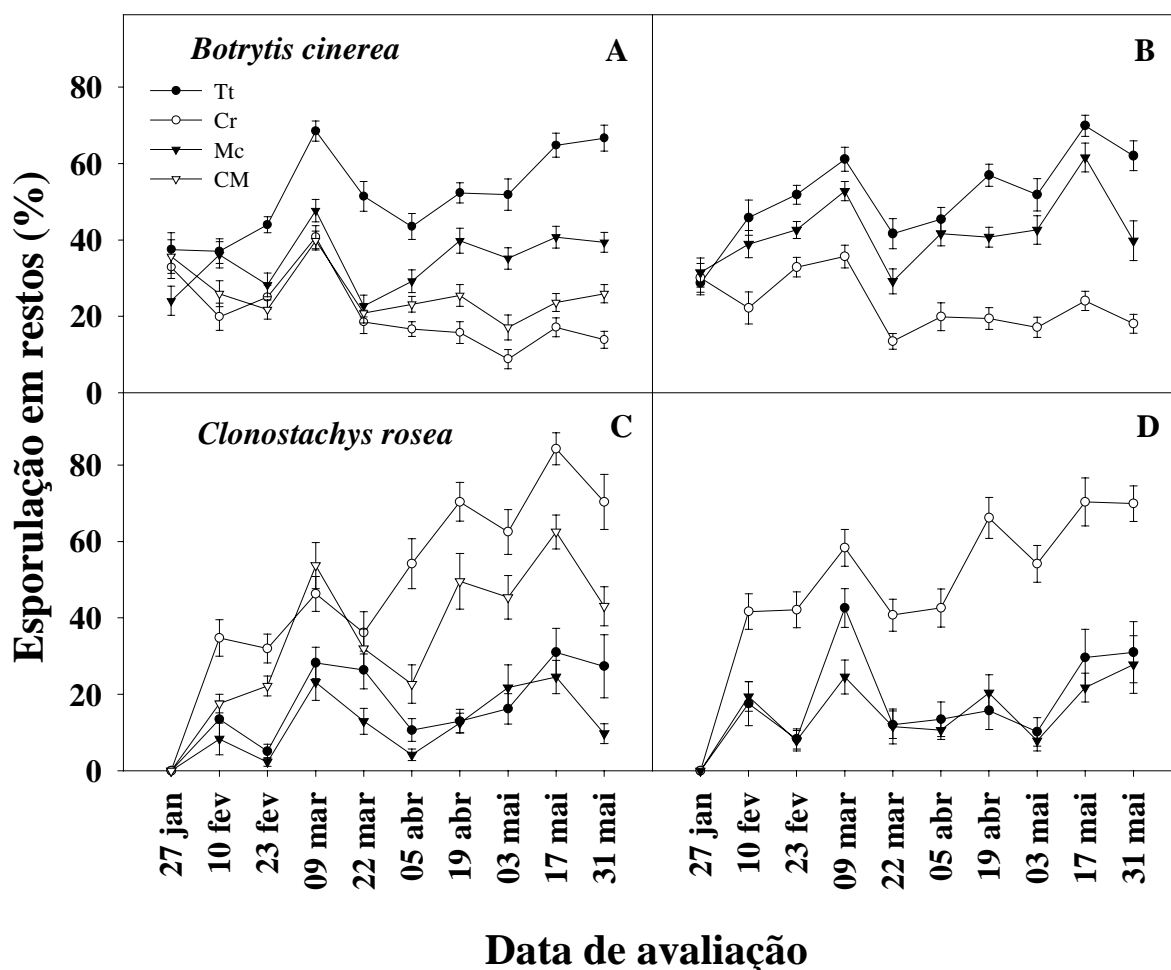 Botrytis cinerea
A
B
Tt
Cr
Mc
CM
80
60
40
20
0
Clonostachys rosea
C
D
80
60
40
20
0
Esporulação em restos (%)
27 jan
10 fev
23 fev
09 mar
22 mar
05 abr
19 abr
03 mai
17 mai
31 mai
27 jan
10 fev
23 fev
09 mar
22 mar
05 abr
19 abr
03 mai
17 mai
31 mai
Data de avaliação